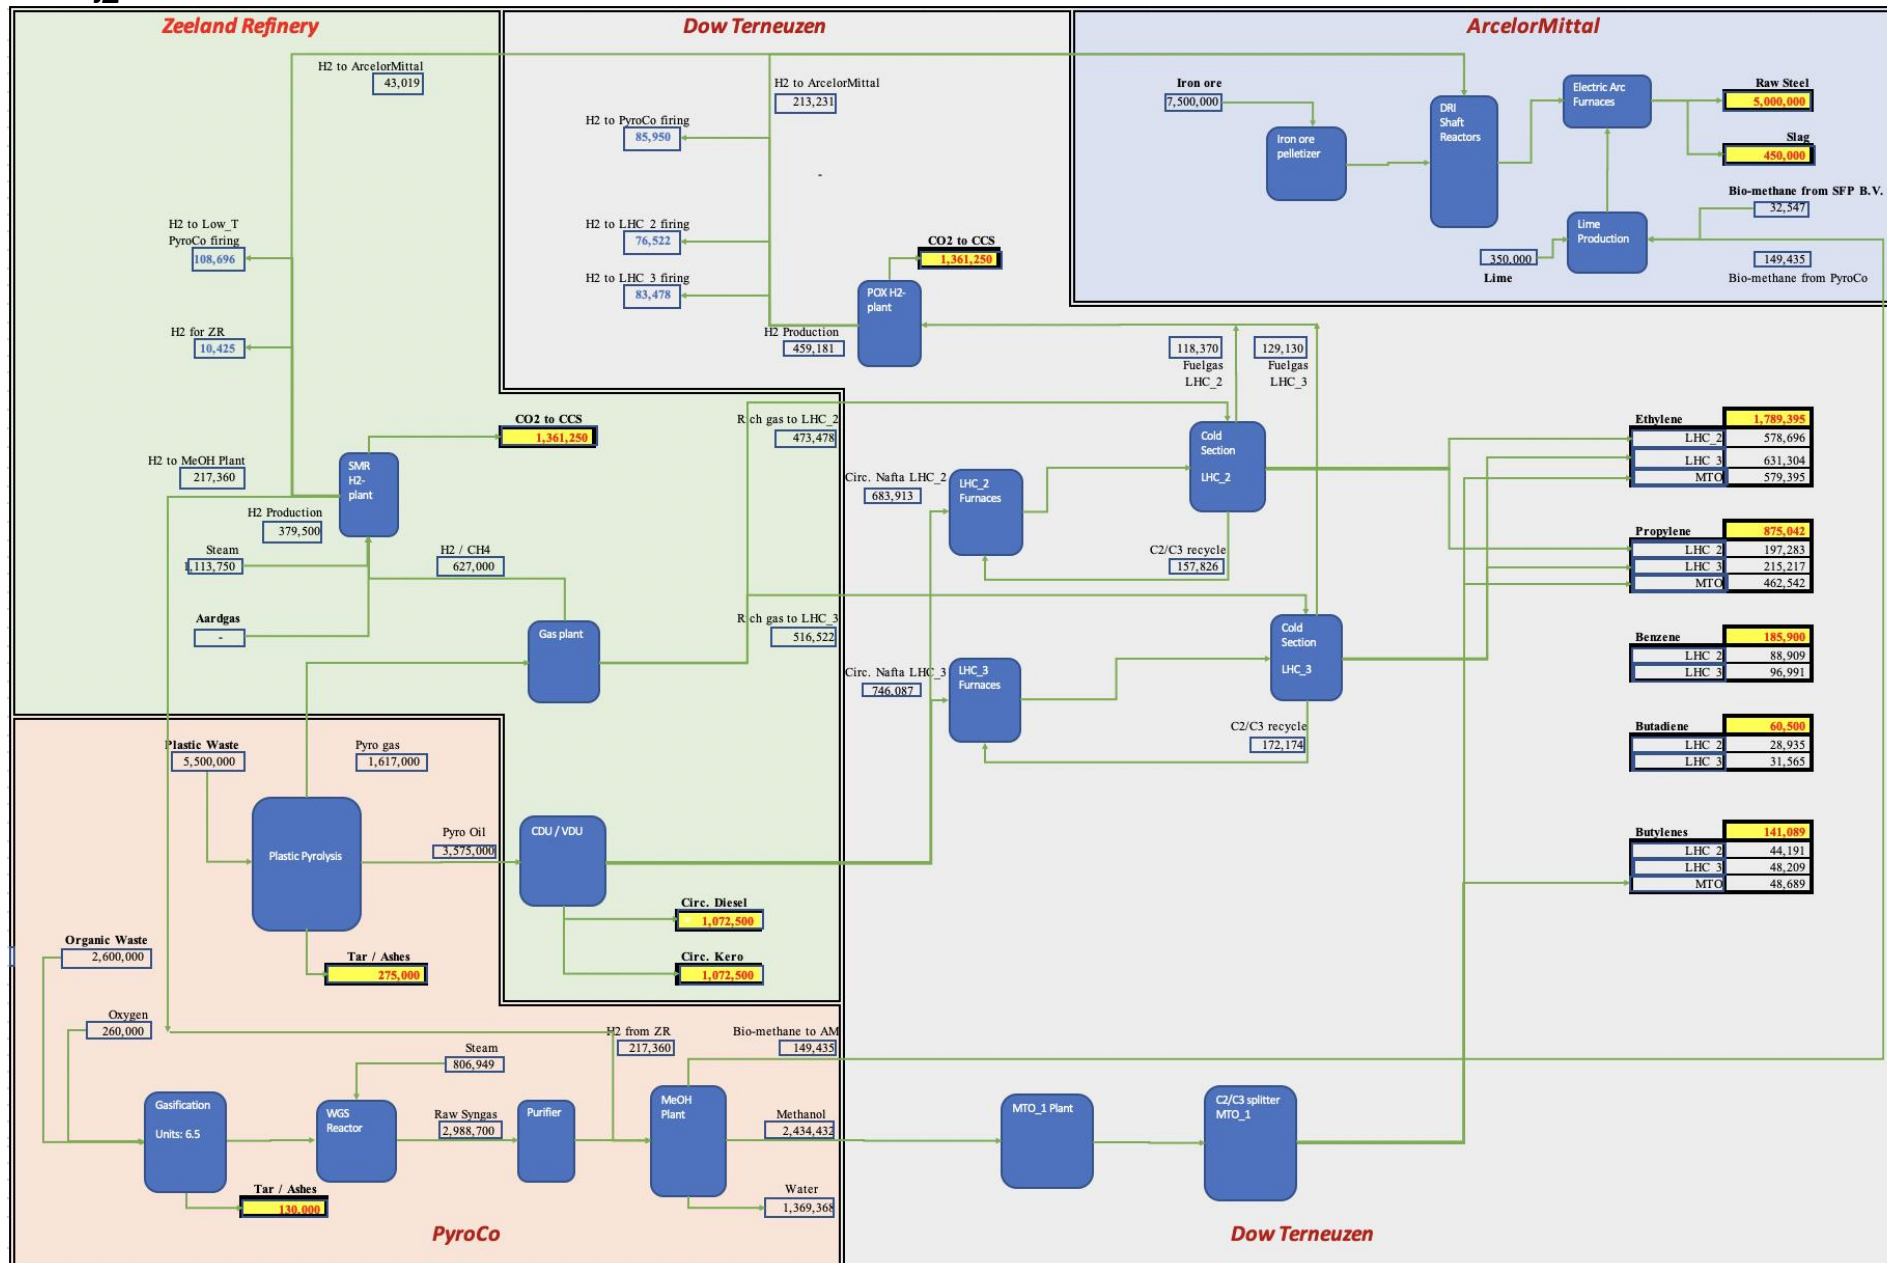 Zeeland Refinery
Dow Terneuzen
ArcelorMittal
H2 to ArcelorMittal
43,019
H2 to Low_T
PyroCo firing
108,696
H2 for ZR
10,425
CO2 to CCS
1,361,250
H2 to MeOH Plant
217,360
SMR
H2-
plant
H2 Production
379,500
Steam
1,113,750
H2 / CH4
627,000
Aardgas
-
Gas plant
H2 to ArcelorMittal
213,231
H2 to PyroCo firing
85,950
-
H2 to LHC_2 firing
76,522
H2 to LHC_3 firing
83,478
CO2 to CCS
1,361,250
POX H2-
plant
H2 Production
459,181
Iron ore
7,500,000
Iron ore
pelletizer
DRI
Shaft
Reactors
Electric Arc
Furnaces
Raw Steel
5,000,000
Slag
450,000
Bio-methane from SFP B.V.
32,547
Lime
Production
350,000
Lime
149,435
Bio-methane from PyroCo
118,370
Fuelgas
LHC_2
129,130
Fuelgas
LHC_3
Rich gas to LHC_2
473,478
Cold
Section
LHC_2
Circ. Nafta LHC_2
683,913
LHC_2
Furnaces
C2/C3 recycle
157,826
Rich gas to LHC_3
516,522
Cold
Section
LHC_3
Circ. Nafta LHC_3
746,087
LHC_3
Furnaces
C2/C3 recycle
172,174
Ethylene 1,789,395
LHC_2 578,696
LHC_3 631,304
MTO 579,395
Propylene 875,042
LHC_2 197,283
LHC_3 215,217
MTO 462,542
Benzene 185,900
LHC_2 88,909
LHC_3 96,991
Butadiene 60,500
LHC_2 28,935
LHC_3 31,565
Butylenes 141,089
LHC_2 44,191
LHC_3 48,209
MTO 48,689
Plastic Waste
5,500,000
Pyro gas
1,617,000
Plastic Pyrolysis
Pyro Oil
3,575,000
CDU / VDU
Circ. Diesel
1,072,500
Circ. Kero
1,072,500
Tar / Ashes
275,000
Organic Waste
2,600,000
Oxygen
260,000
Steam
806,949
H2 from ZR
217,360
Bio-methane to AM
149,435
Gasification
Units: 6.5
WGS
Reactor
Raw Syngas
2,988,700
Purifier
MeOH
Plant
Methanol
2,434,432
Water
1,369,368
Tar / Ashes
130,000
MTO_1 Plant
C2/C3 splitter
MTO_1
PyroCo
Dow Terneuzen